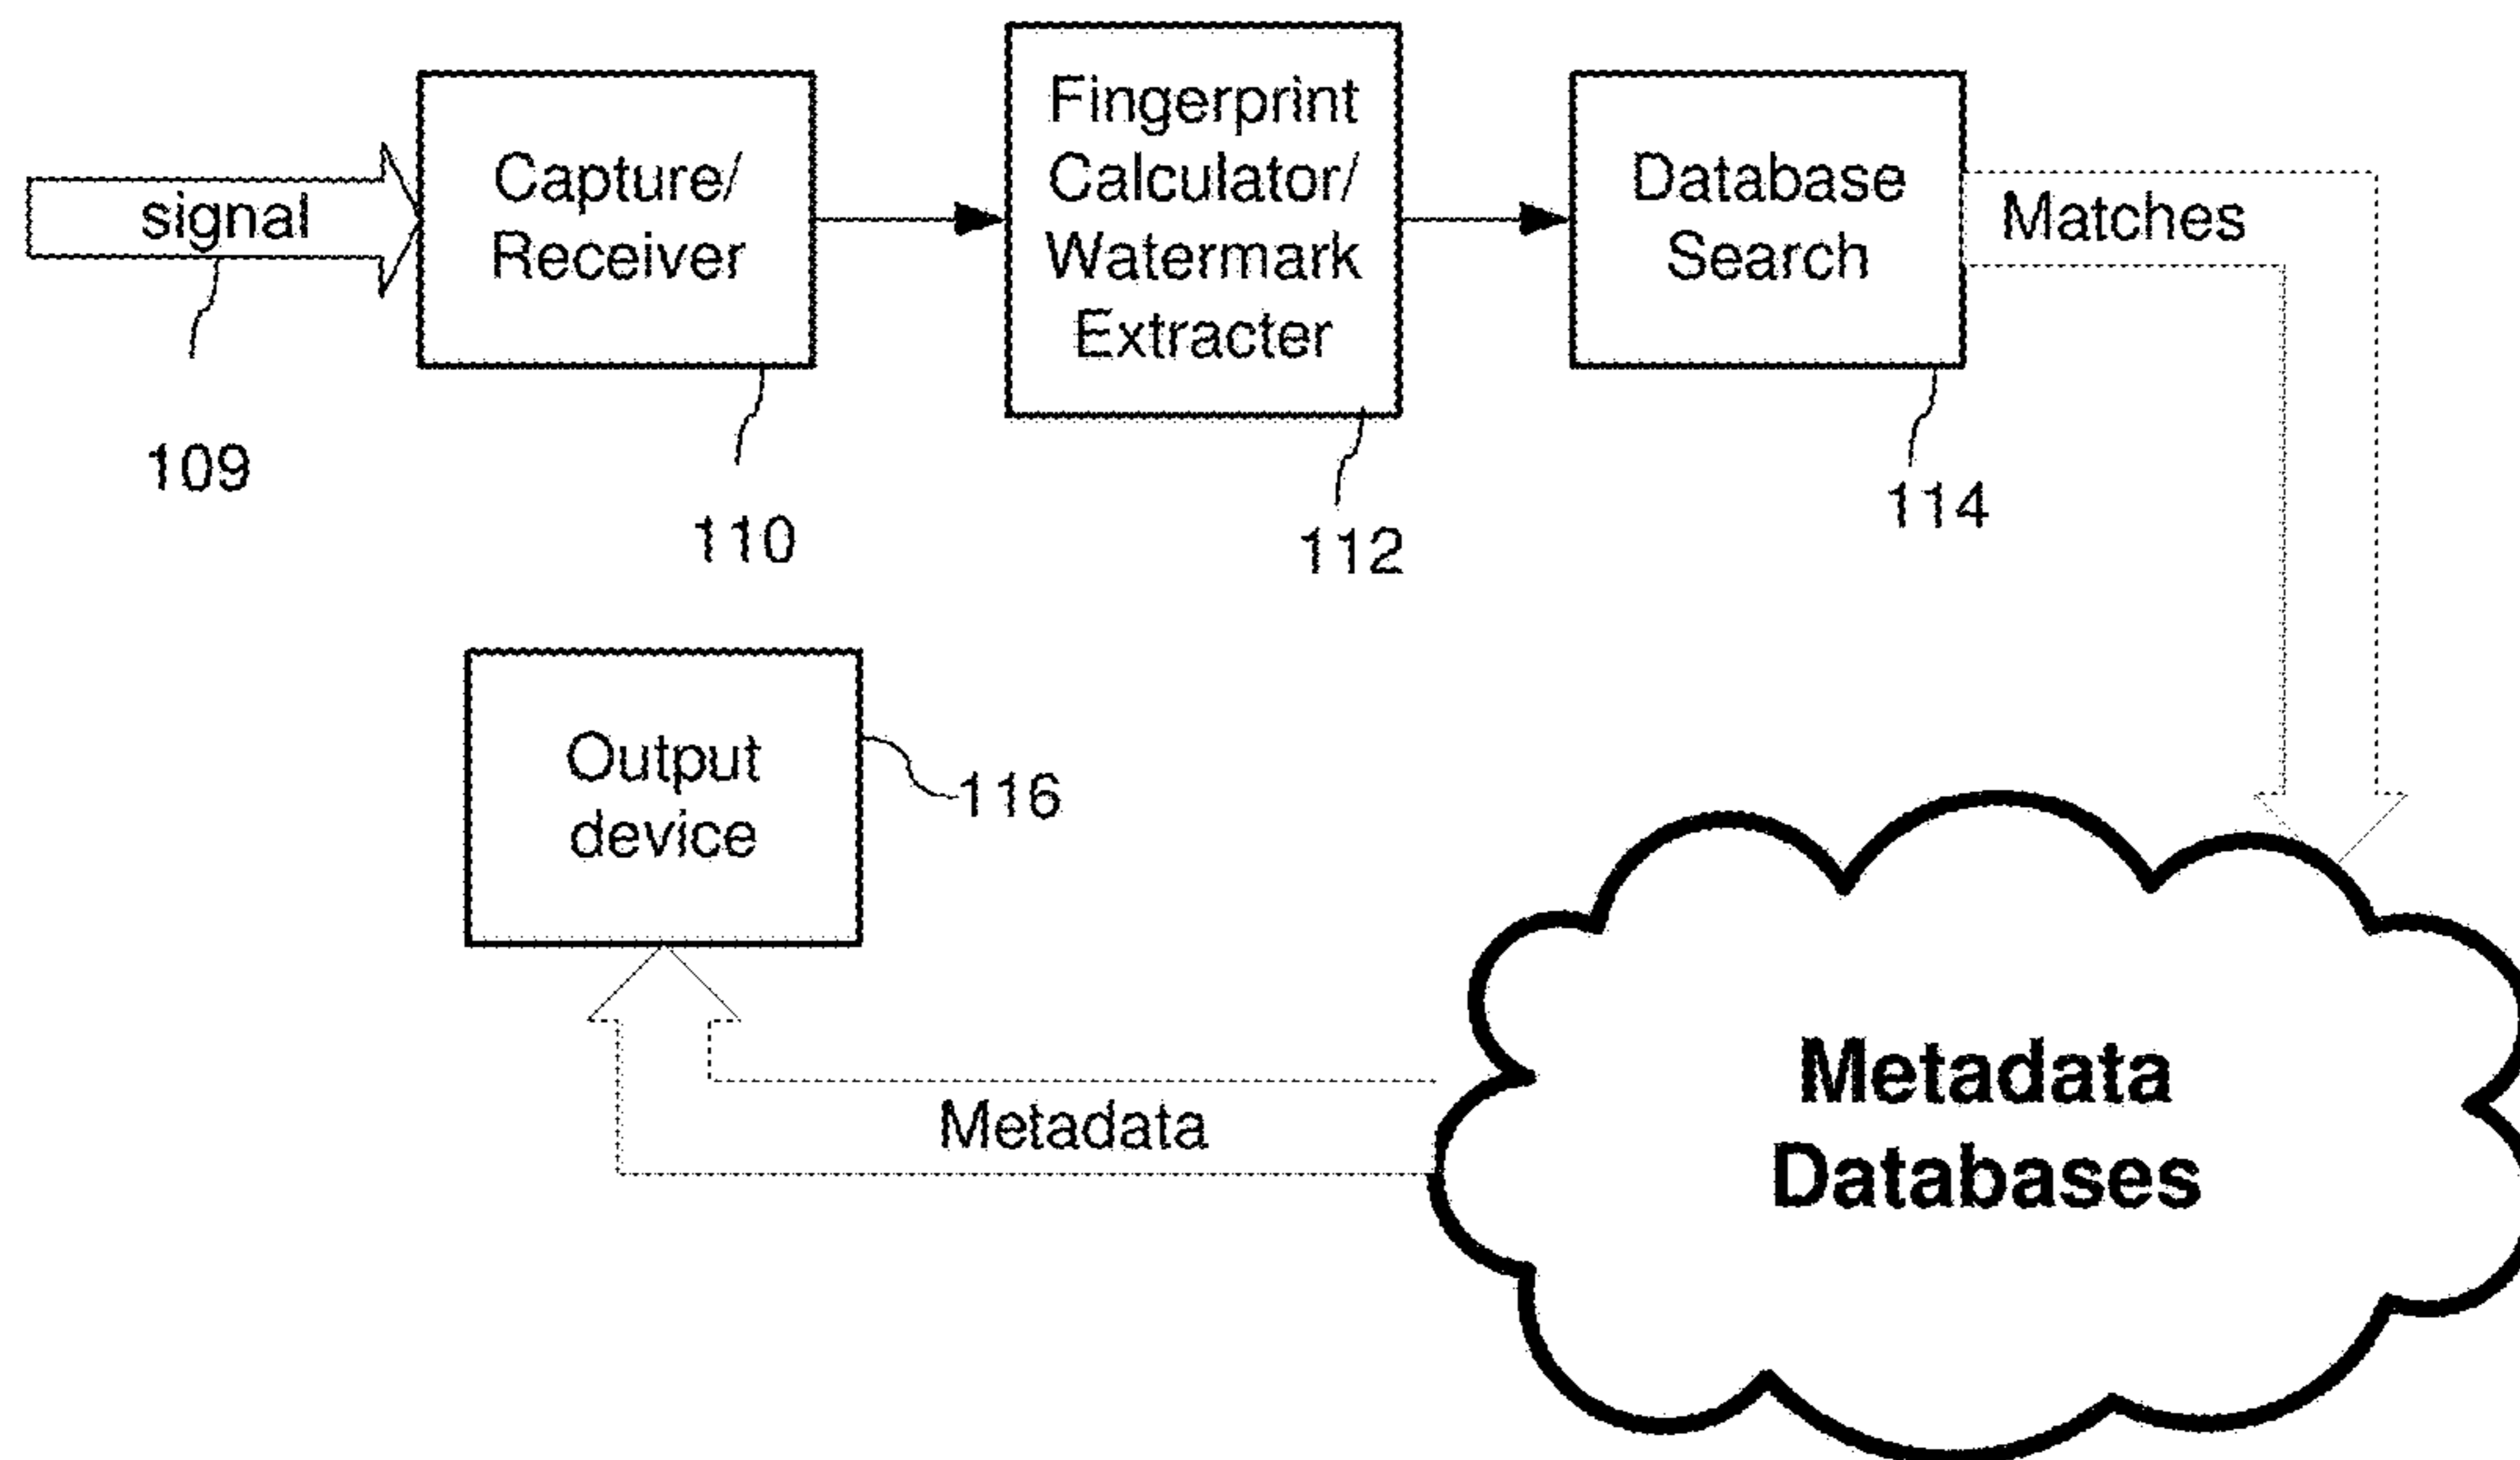 signal
Capture/
Receiver
Fingerprint
Calculator/
Watermark
Extracter
Database
Search
Matches
109
110
112
114
Output
device
116
Metadata
Metadata
Databases